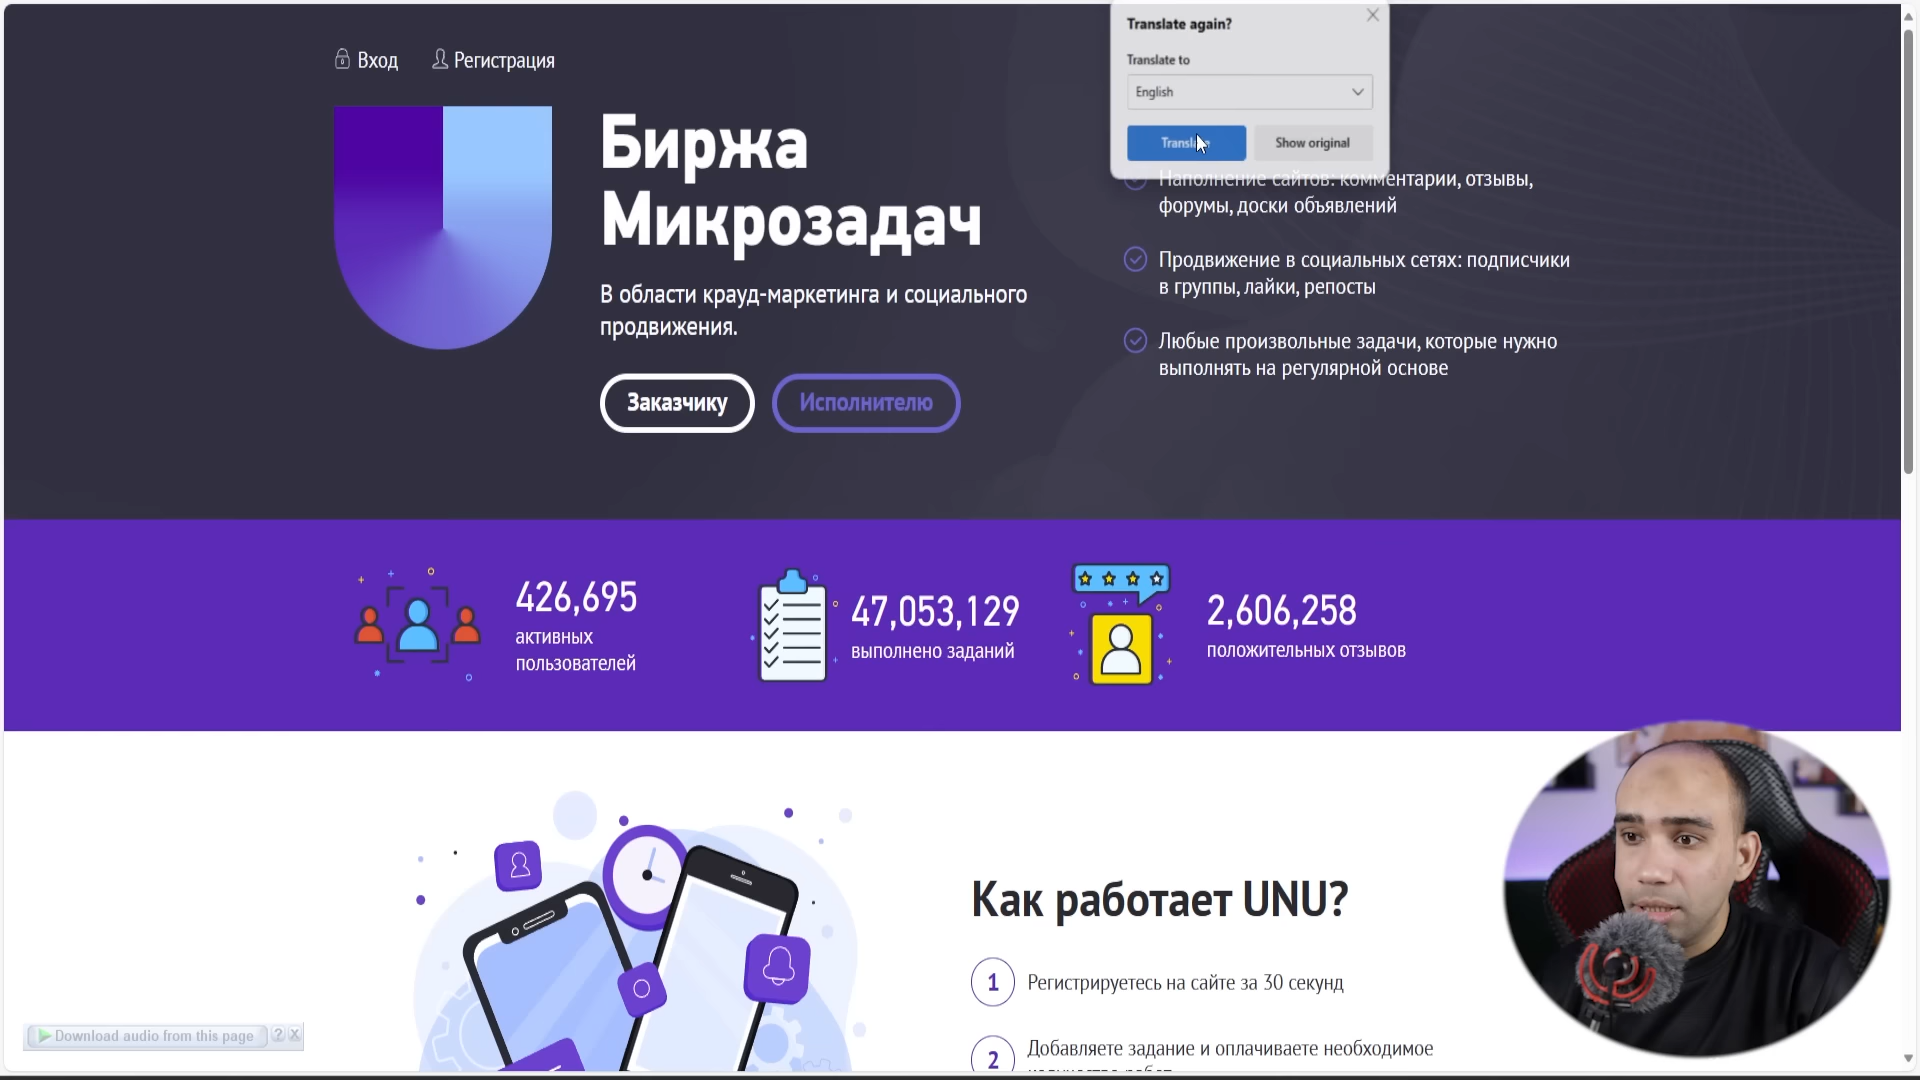 Вход
Регистрация
Translate again?
Translate to
English
Show original
Биржа
Микрозадач
В области крауд-маркетинга и социального
продвижения.
Заказчику
Исполнителю
Наполнение сайтов: комментарии, отзывы,
форумы, доски объявлений
Продвижение в социальных сетях: подписчики
в группы, лайки, репосты
Любые произвольные задачи, которые нужно
выполнять на регулярной основе
426,695
активных
пользователей
47,053,129
выполнено заданий
2,606,258
положительных отзывов
Как работает UNU?
1
Регистрируетесь на сайте за 30 секунд
2
Добавляете задание и оплачиваете необходимое
Download audio from this page
?
X